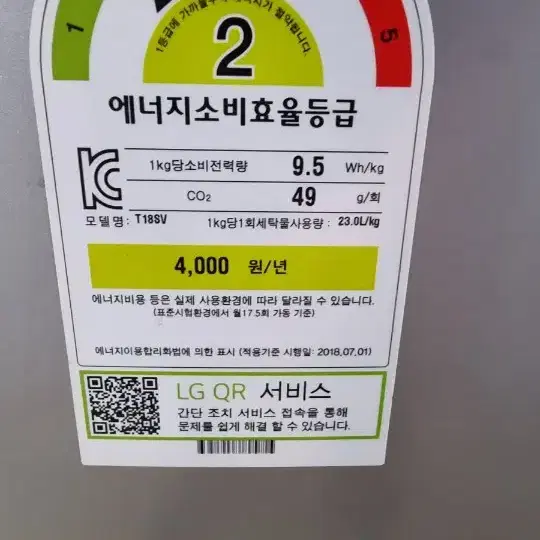 1등급에 가까울수록 에너지가 절약됩니다.
1
2
5
에너지소비효율등급
1kg당소비전력량 9.5 Wh/kg
CO₂ 49 g/회
모델명: T18SV 1kg당1회세탁물사용량 : 23.0L/kg
4,000 원/년
에너지비용 등은 실제 사용환경에 따라 달라질 수 있습니다.
(표준시험환경에서 월17.5회 가동 기준)
에너지이용합리화법에 의한 표시 (적용기준 시행일: 2018.07.01)
LG QR 서비스
간단 조치 서비스 접속을 통해
문제를 쉽게 해결 할 수 있습니다.